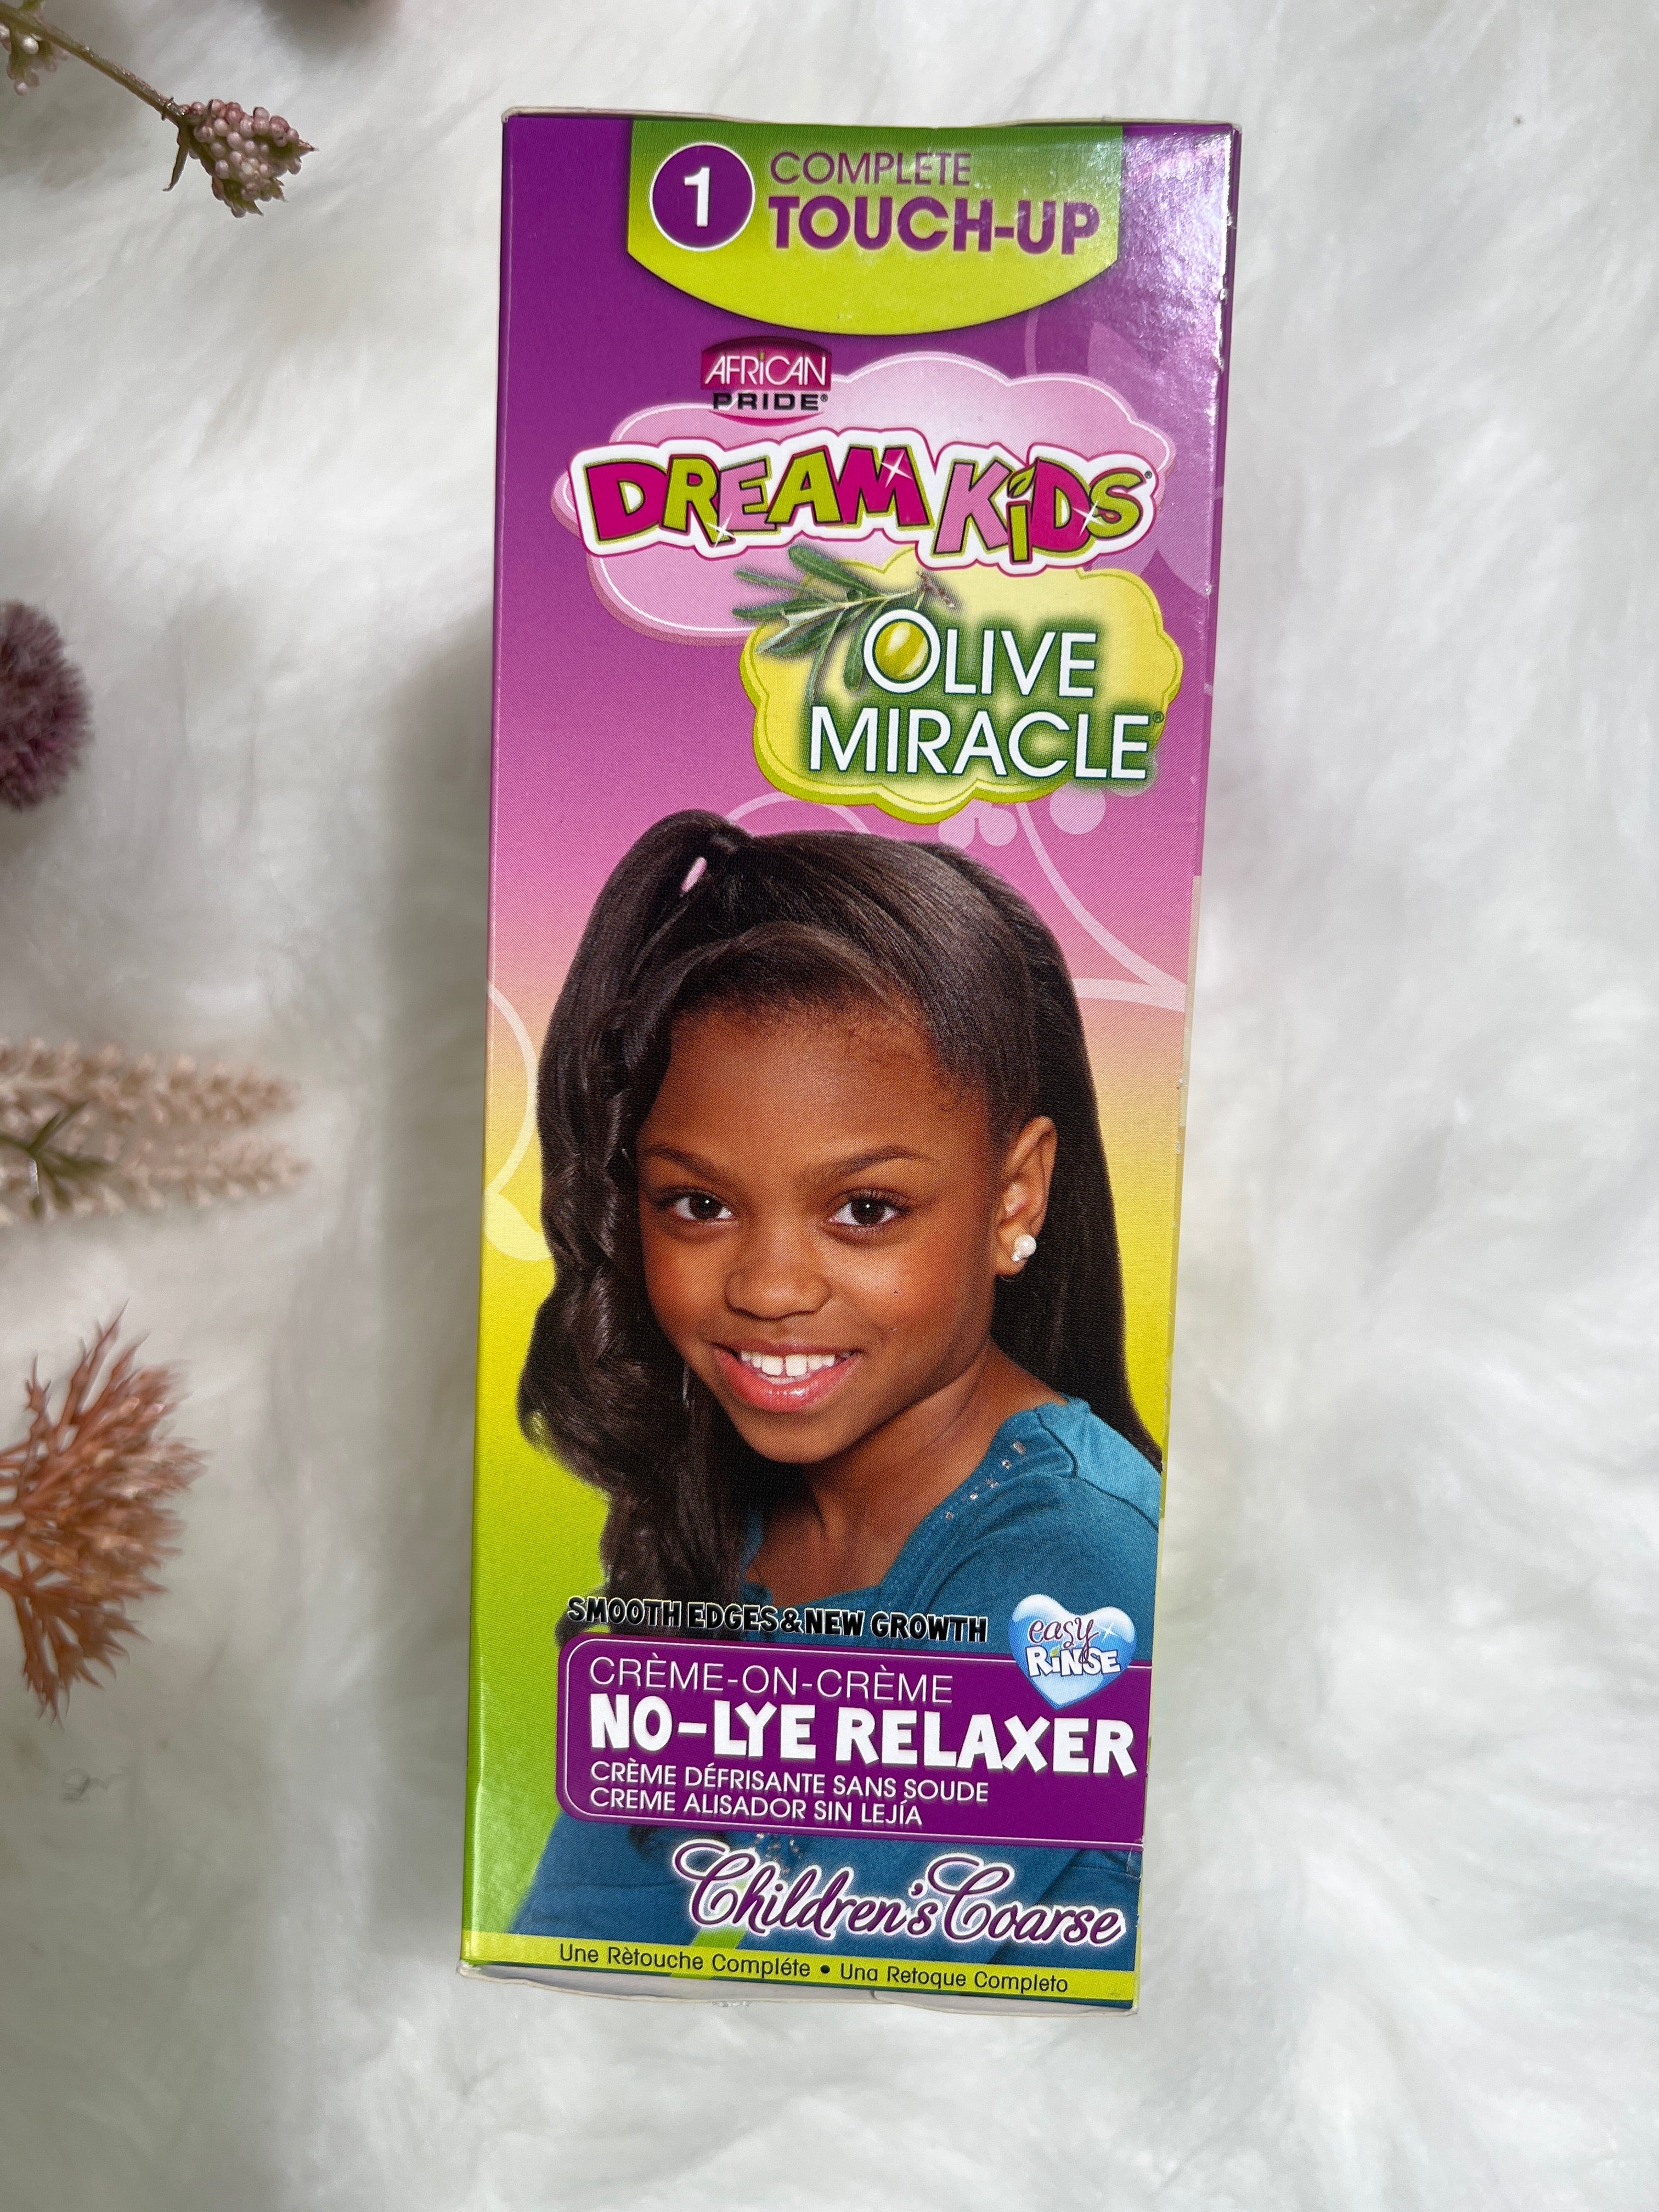 1
COMPLETE
TOUCH-UP
AFRICAN
PRIDE®
DREAM KIDS®
OLIVE
MIRACLE®
SMOOTH EDGES & NEW GROWTH
easy
RINSE
CRÈME-ON-CRÈME
NO-LYE RELAXER
CRÈME DÉFRISANTE SANS SOUDE
CREME ALISADOR SIN LEJÍA
Children's Coarse
Une Rètouche Compléte • Una Retoque Completo